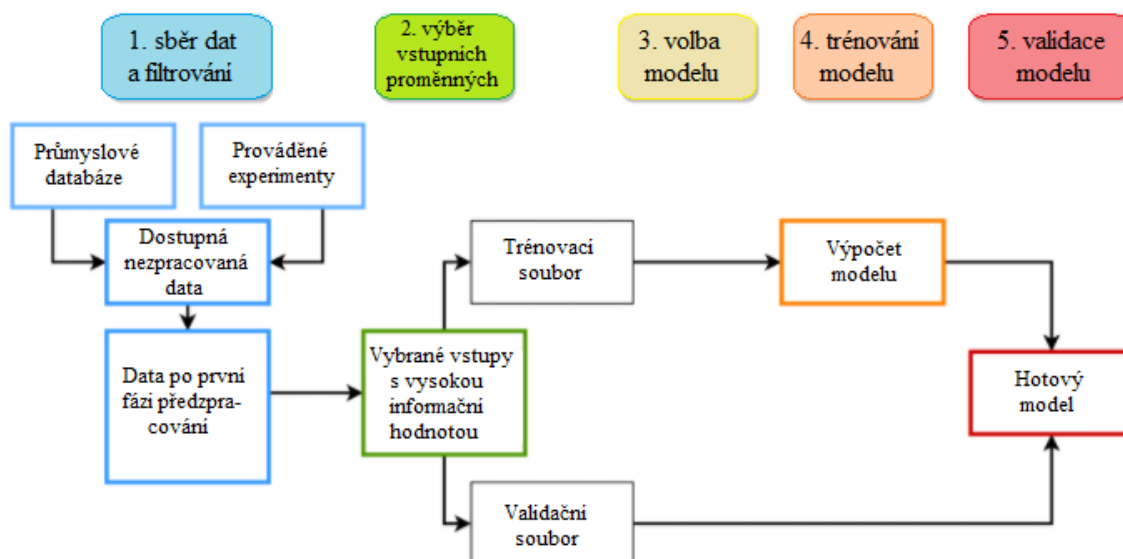 1. sběr dat
a filtrování
2. výběr
vstupních
proměnných
3. volba
modelu
4. trénování
modelu
5. validace
modelu
Průmyslové
databáze
Prováděné
experimenty
Dostupná
nezpracovaná
data
Data po první
fázi předzpra-
cování
Vybrané vstupy
s vysokou
informační
hodnotou
Trénovací
soubor
Validační
soubor
Výpočet
modelu
Hotový
model